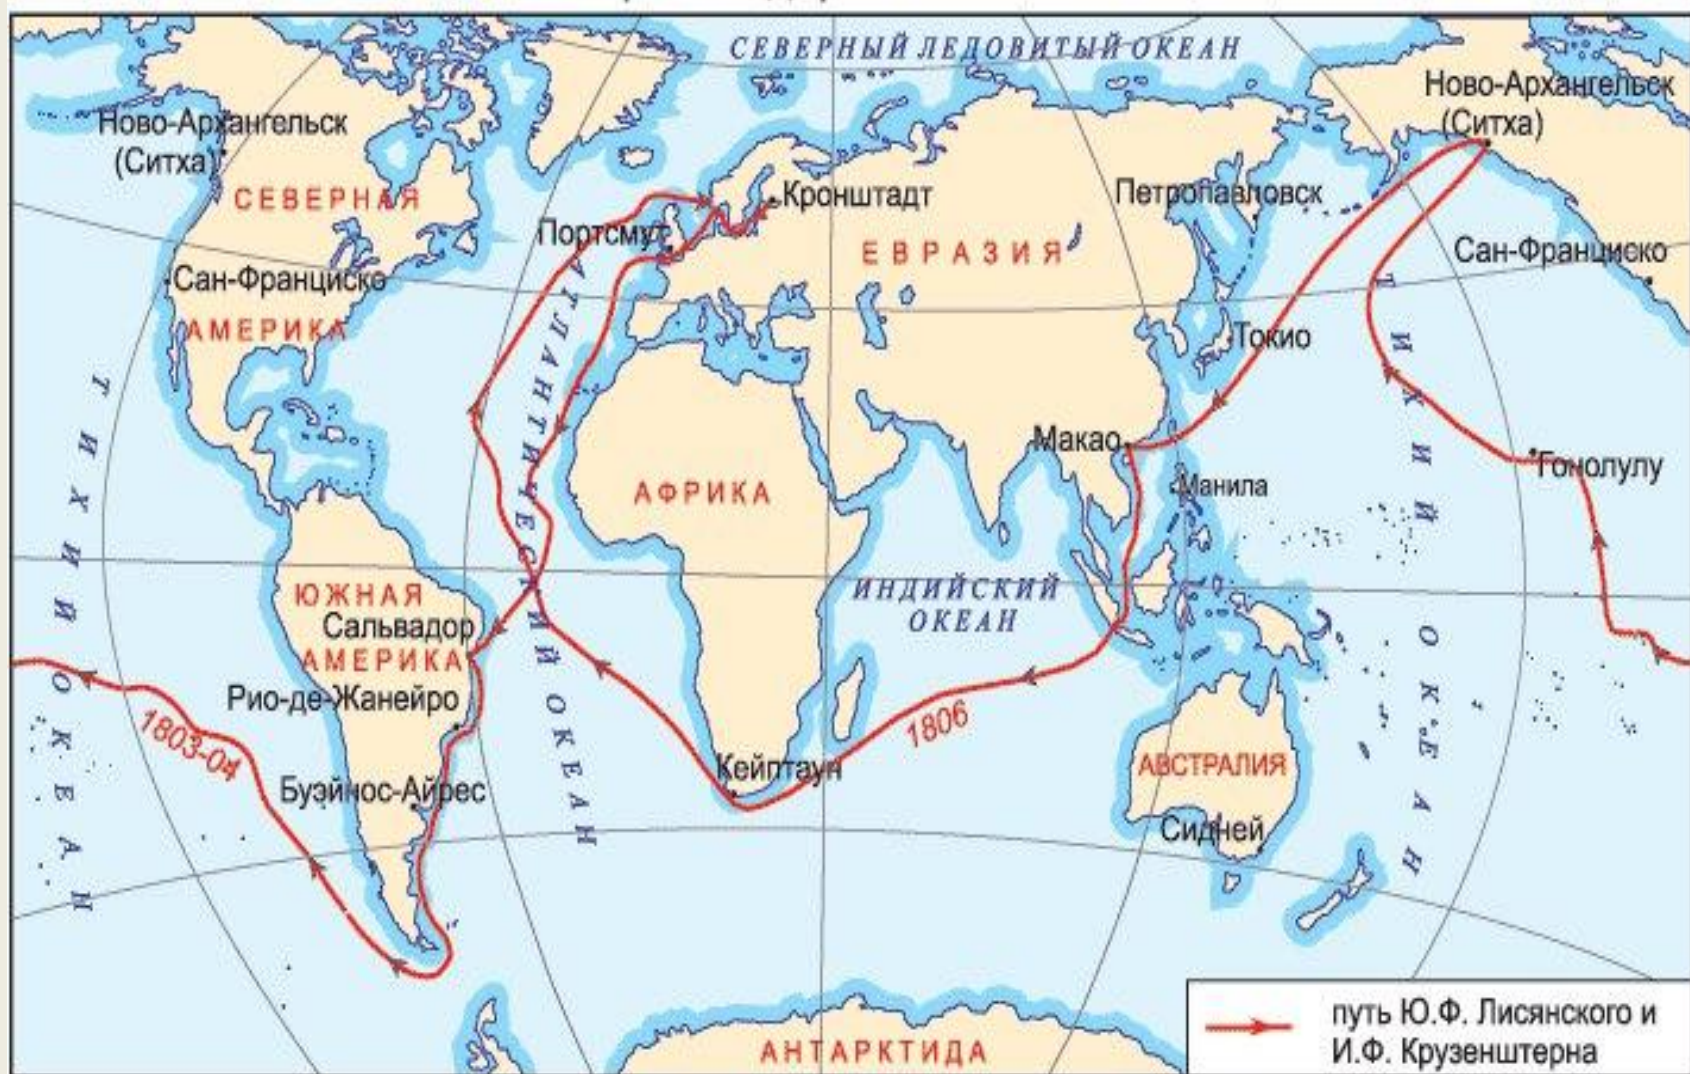 СЕВЕРНЫЙ ЛЕДОВИТЫЙ ОКЕАН
Ново-Архангельск
(Ситха)
Ново-Архангельск
(Ситха)
СЕВЕРНАЯ
АМЕРИКА
Сан-Франциско
Портсмут
Кронштадт
ЕВРАЗИЯ
Петропавловск
Сан-Франциско
Токио
Макао
Манила
Гонолулу
ТИХИЙ ОКЕАН
АТЛАНТИЧЕСКИЙ ОКЕАН
ТИХИЙ ОКЕАН
АФРИКА
ИНДИЙСКИЙ
ОКЕАН
ЮЖНАЯ
АМЕРИКА
Сальвадор
Рио-де-Жанейро
1803-04
Буэйнос-Айрес
Кейптаун
1806
АВСТРАЛИЯ
Сидней
АНТАРКТИДА
путь Ю.Ф. Лисянского и
И.Ф. Крузенштерна